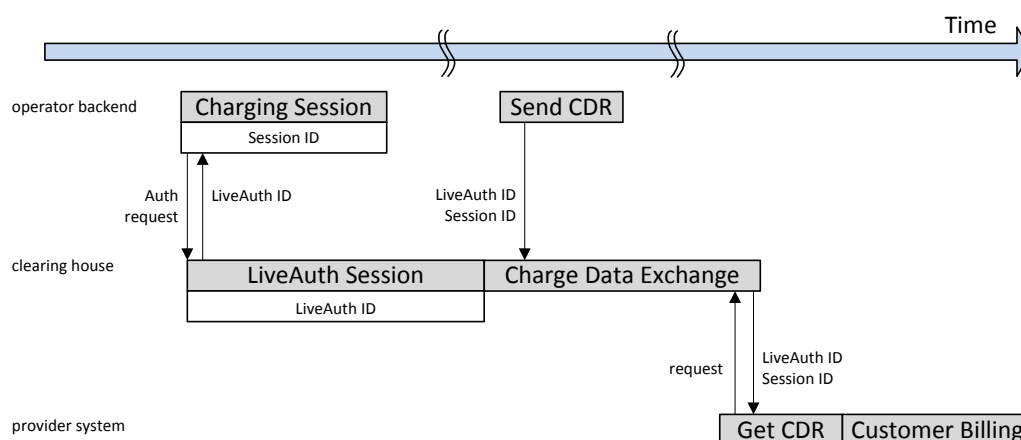 Time
operator backend
Charging Session
Send CDR
Session ID
Auth
request
LiveAuth ID
LiveAuth ID
Session ID
clearing house
LiveAuth Session
Charge Data Exchange
LiveAuth ID
request
LiveAuth ID
Session ID
provider system
Get CDR
Customer Billing